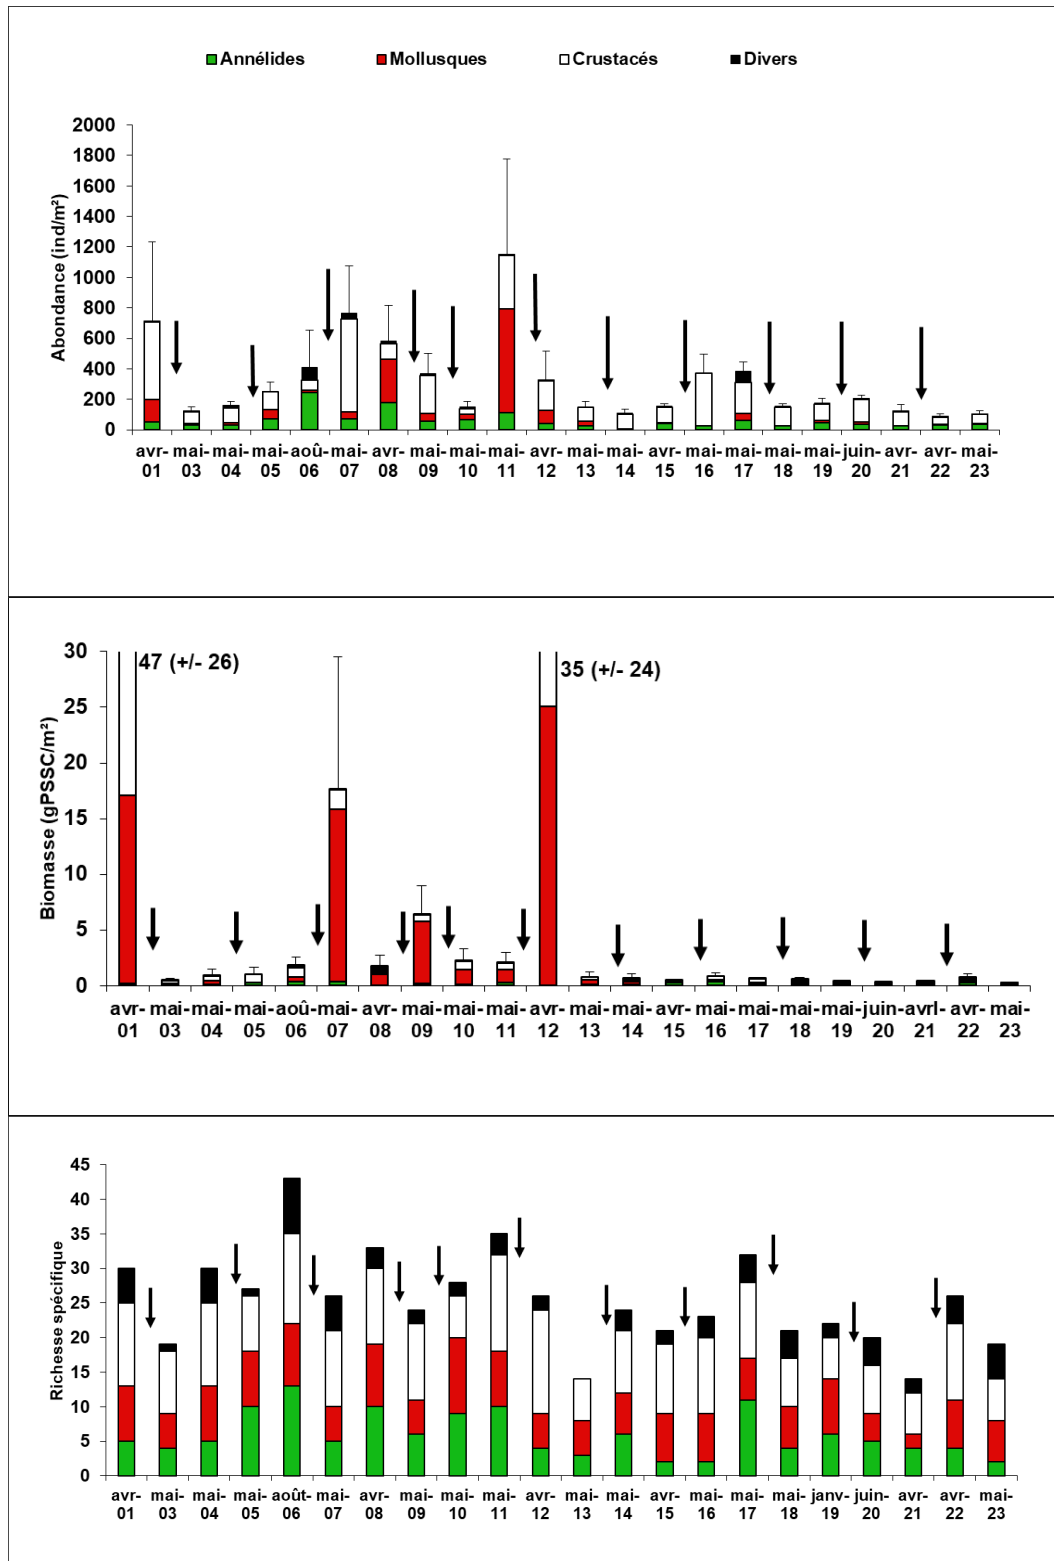 Annélides Mollusques Crustacés Divers
Abondance (ind/m²)
2000
1800
1600
1400
1200
1000
800
600
400
200
0
avr- mai- mai- mai- aoû- mai- avr- mai- mai- mai- avr- mai- mai- avr- mai- mai- mai- mai- juin- avr- avr- mai-
01 03 04 05 06 07 08 09 10 11 12 13 14 15 16 17 18 19 20 21 22 23
Biomasse (gPSSC/m²)
30
25
20
15
10
5
0
47 (+/- 26)
35 (+/- 24)
avr- mai- mai- mai- aoû- mai- avr- mai- mai- mai- avr- mai- mai- avr- mai- mai- mai- mai- juin- avrl- avr- mai-
01 03 04 05 06 07 08 09 10 11 12 13 14 15 16 17 18 19 20 21 22 23
Richesse spécifique
45
40
35
30
25
20
15
10
5
0
avr- mai- mai- mai- août- mai- avr- mai- mai- mai- avr- mai- mai- avr- mai- mai- mai- janv- juin- avr- avr- mai-
01 03 04 05 06 07 08 09 10 11 12 13 14 15 16 17 18 19 20 21 22 23